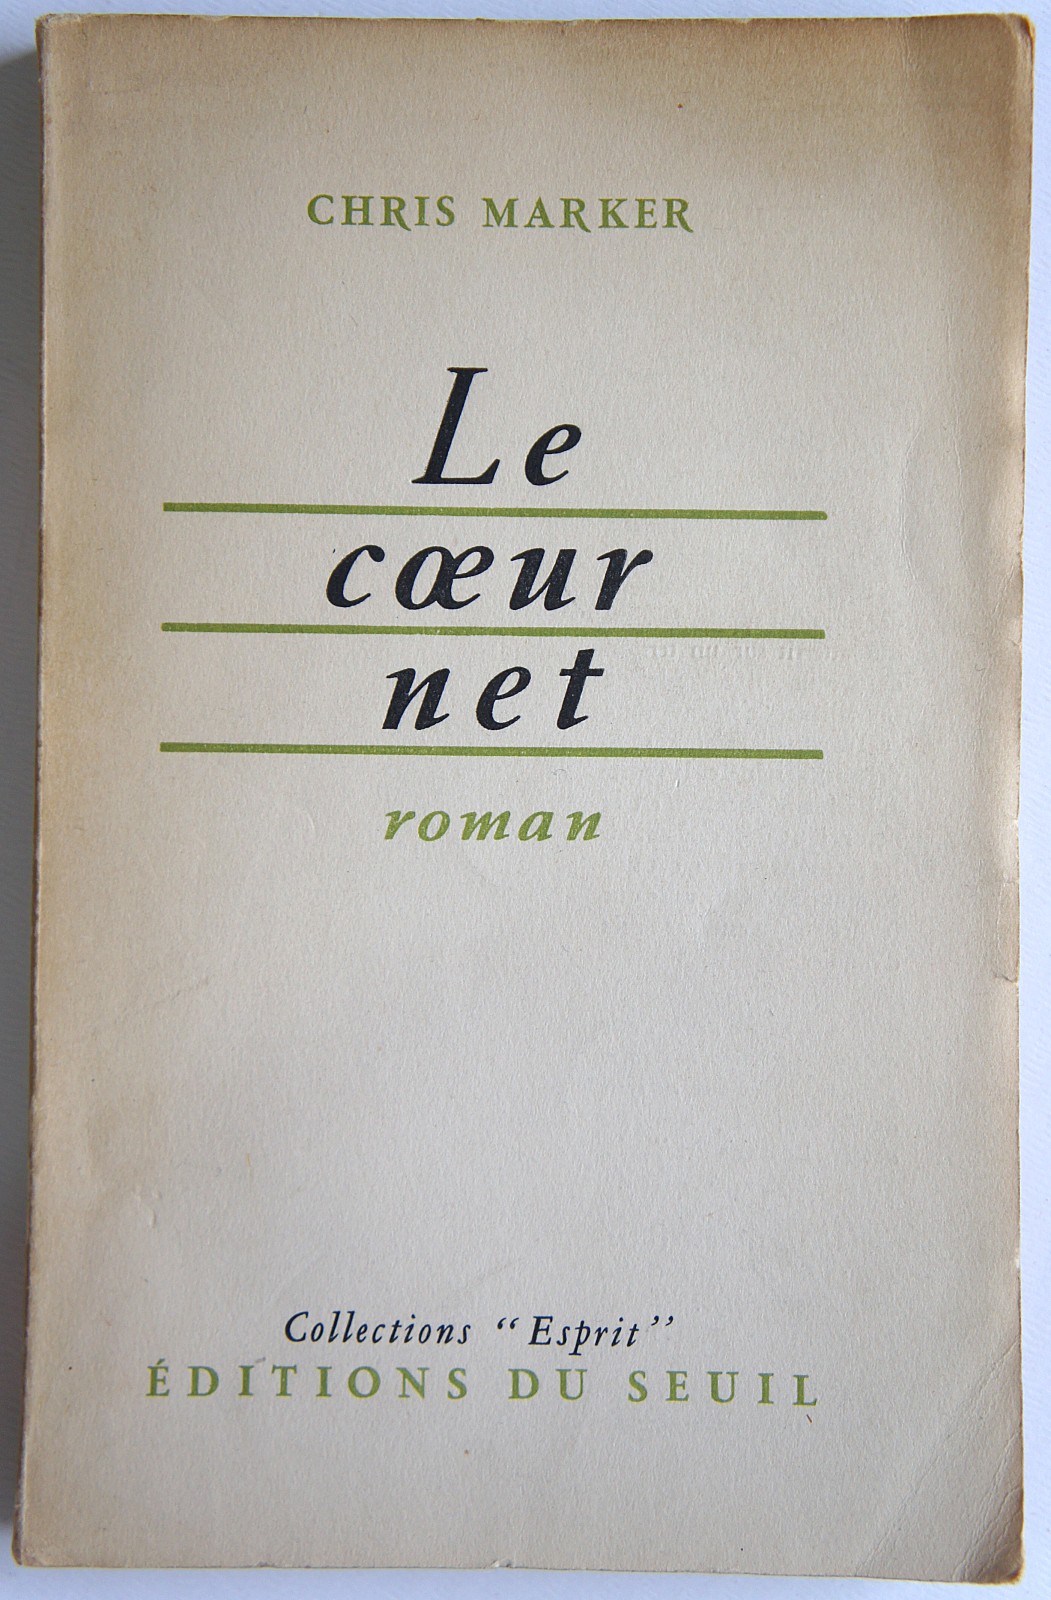 CHRIS MARKER
Le
cœur
net
roman
Collections “Esprit”
ÉDITIONS DU SEUIL